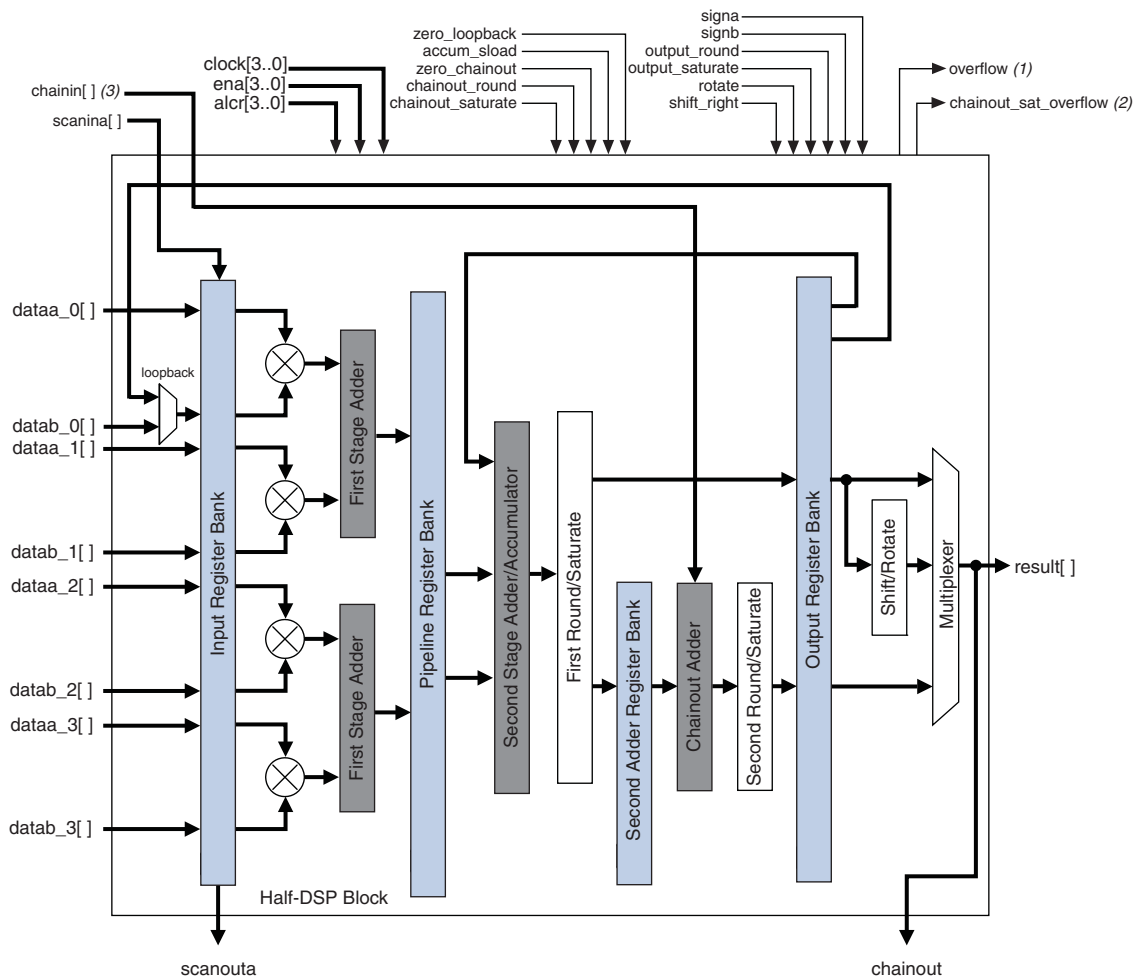 signa
signb
output_round
output_saturate
rotate
shift_right
zero_loopback
accum_sload
zero_chainout
chainout_round
chainout_saturate
clock[3..0]
ena[3..0]
alcr[3..0]
chainin[ ] (3)
scanina[ ]
overflow (1)
chainout_sat_overflow (2)
dataa_0[ ]
loopback
datab_0[ ]
dataa_1[ ]
datab_1[ ]
dataa_2[ ]
datab_2[ ]
dataa_3[ ]
datab_3[ ]
Input Register Bank
First Stage Adder
First Stage Adder
Pipeline Register Bank
Second Stage Adder/Accumulator
First Round/Saturate
Second Adder Register Bank
Chainout Adder
Second Round/Saturate
Output Register Bank
Shift/Rotate
Multiplexer
result[ ]
Half-DSP Block
scanouta
chainout